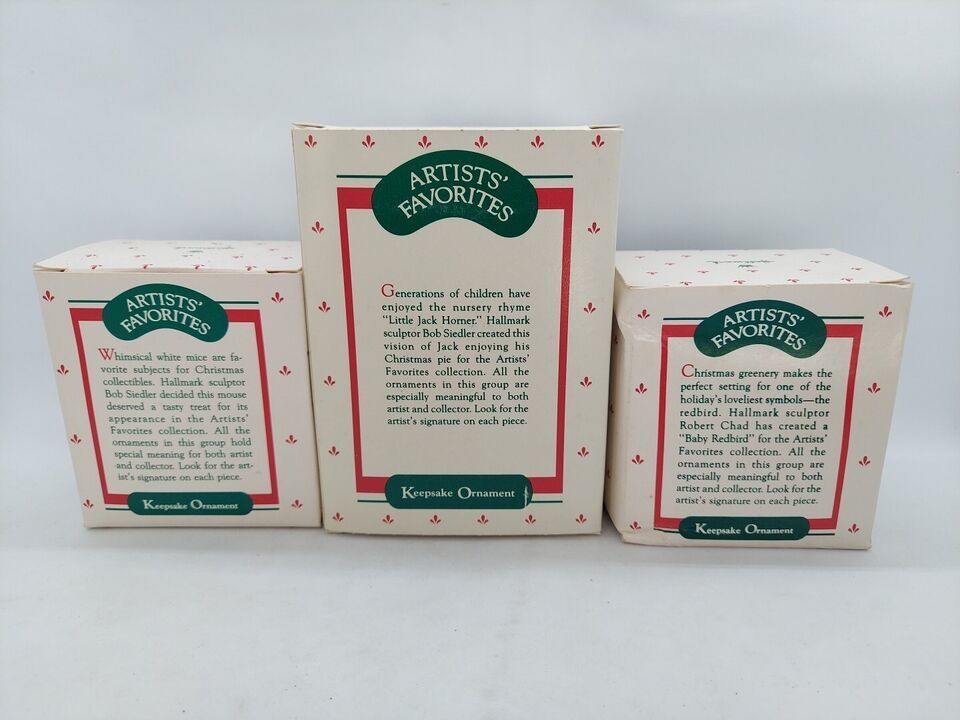 ARTISTS'
FAVORITES
Whimsical white mice are fa-
vorite subjects for Christmas
collectibles. Hallmark sculptor
Bob Siedler decided this mouse
deserved a tasty treat for its
appearance in the Artists'
Favorites collection. All the
ornaments in this group hold
special meaning for both artist
and collector. Look for the art-
ist's signature on each piece.
Keepsake Ornament
ARTISTS'
FAVORITES
Generations of children have
enjoyed the nursery rhyme
"Little Jack Horner." Hallmark
sculptor Bob Siedler created this
vision of Jack enjoying his
Christmas pie for the Artists'
Favorites collection. All the
ornaments in this group are
especially meaningful to both
artist and collector. Look for the
artist's signature on each piece.
Keepsake Ornament
Hallmark
ARTISTS'
FAVORITES
Christmas greenery makes the
perfect setting for one of the
holiday's loveliest symbols—the
redbird. Hallmark sculptor
Robert Chad has created a
"Baby Redbird" for the Artists'
Favorites collection. All the
ornaments in this group are
especially meaningful to both
artist and collector. Look for the
artist's signature on each piece.
Keepsake Ornament